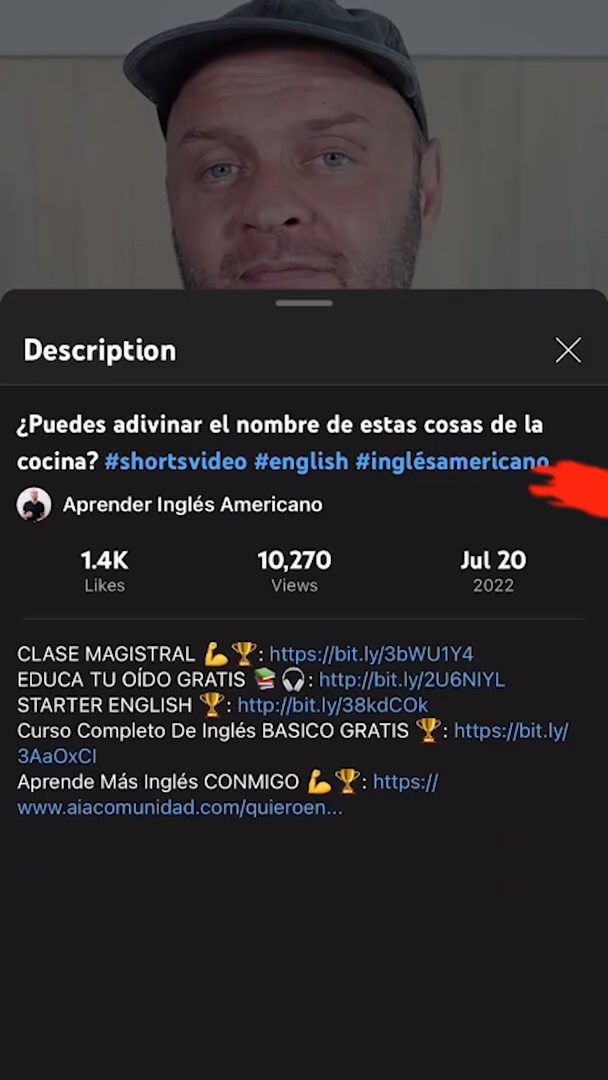 Description
¿Puedes adivinar el nombre de estas cosas de la
cocina? #shortsvideo #english #inglésamericano
Aprender Inglés Americano
1.4K 10,270 Jul 20
Likes Views 2022
CLASE MAGISTRAL 💪🏆: https://bit.ly/3bWU1Y4
EDUCA TU OÍDO GRATIS 📚🎧: http://bit.ly/2U6NIYL
STARTER ENGLISH 🏆: http://bit.ly/38kdCOk
Curso Completo De Inglés BASICO GRATIS 🏆: https://bit.ly/
3AaOxCI
Aprende Más Inglés CONMIGO 💪🏆: https://
www.aiacomunidad.com/quieroen...